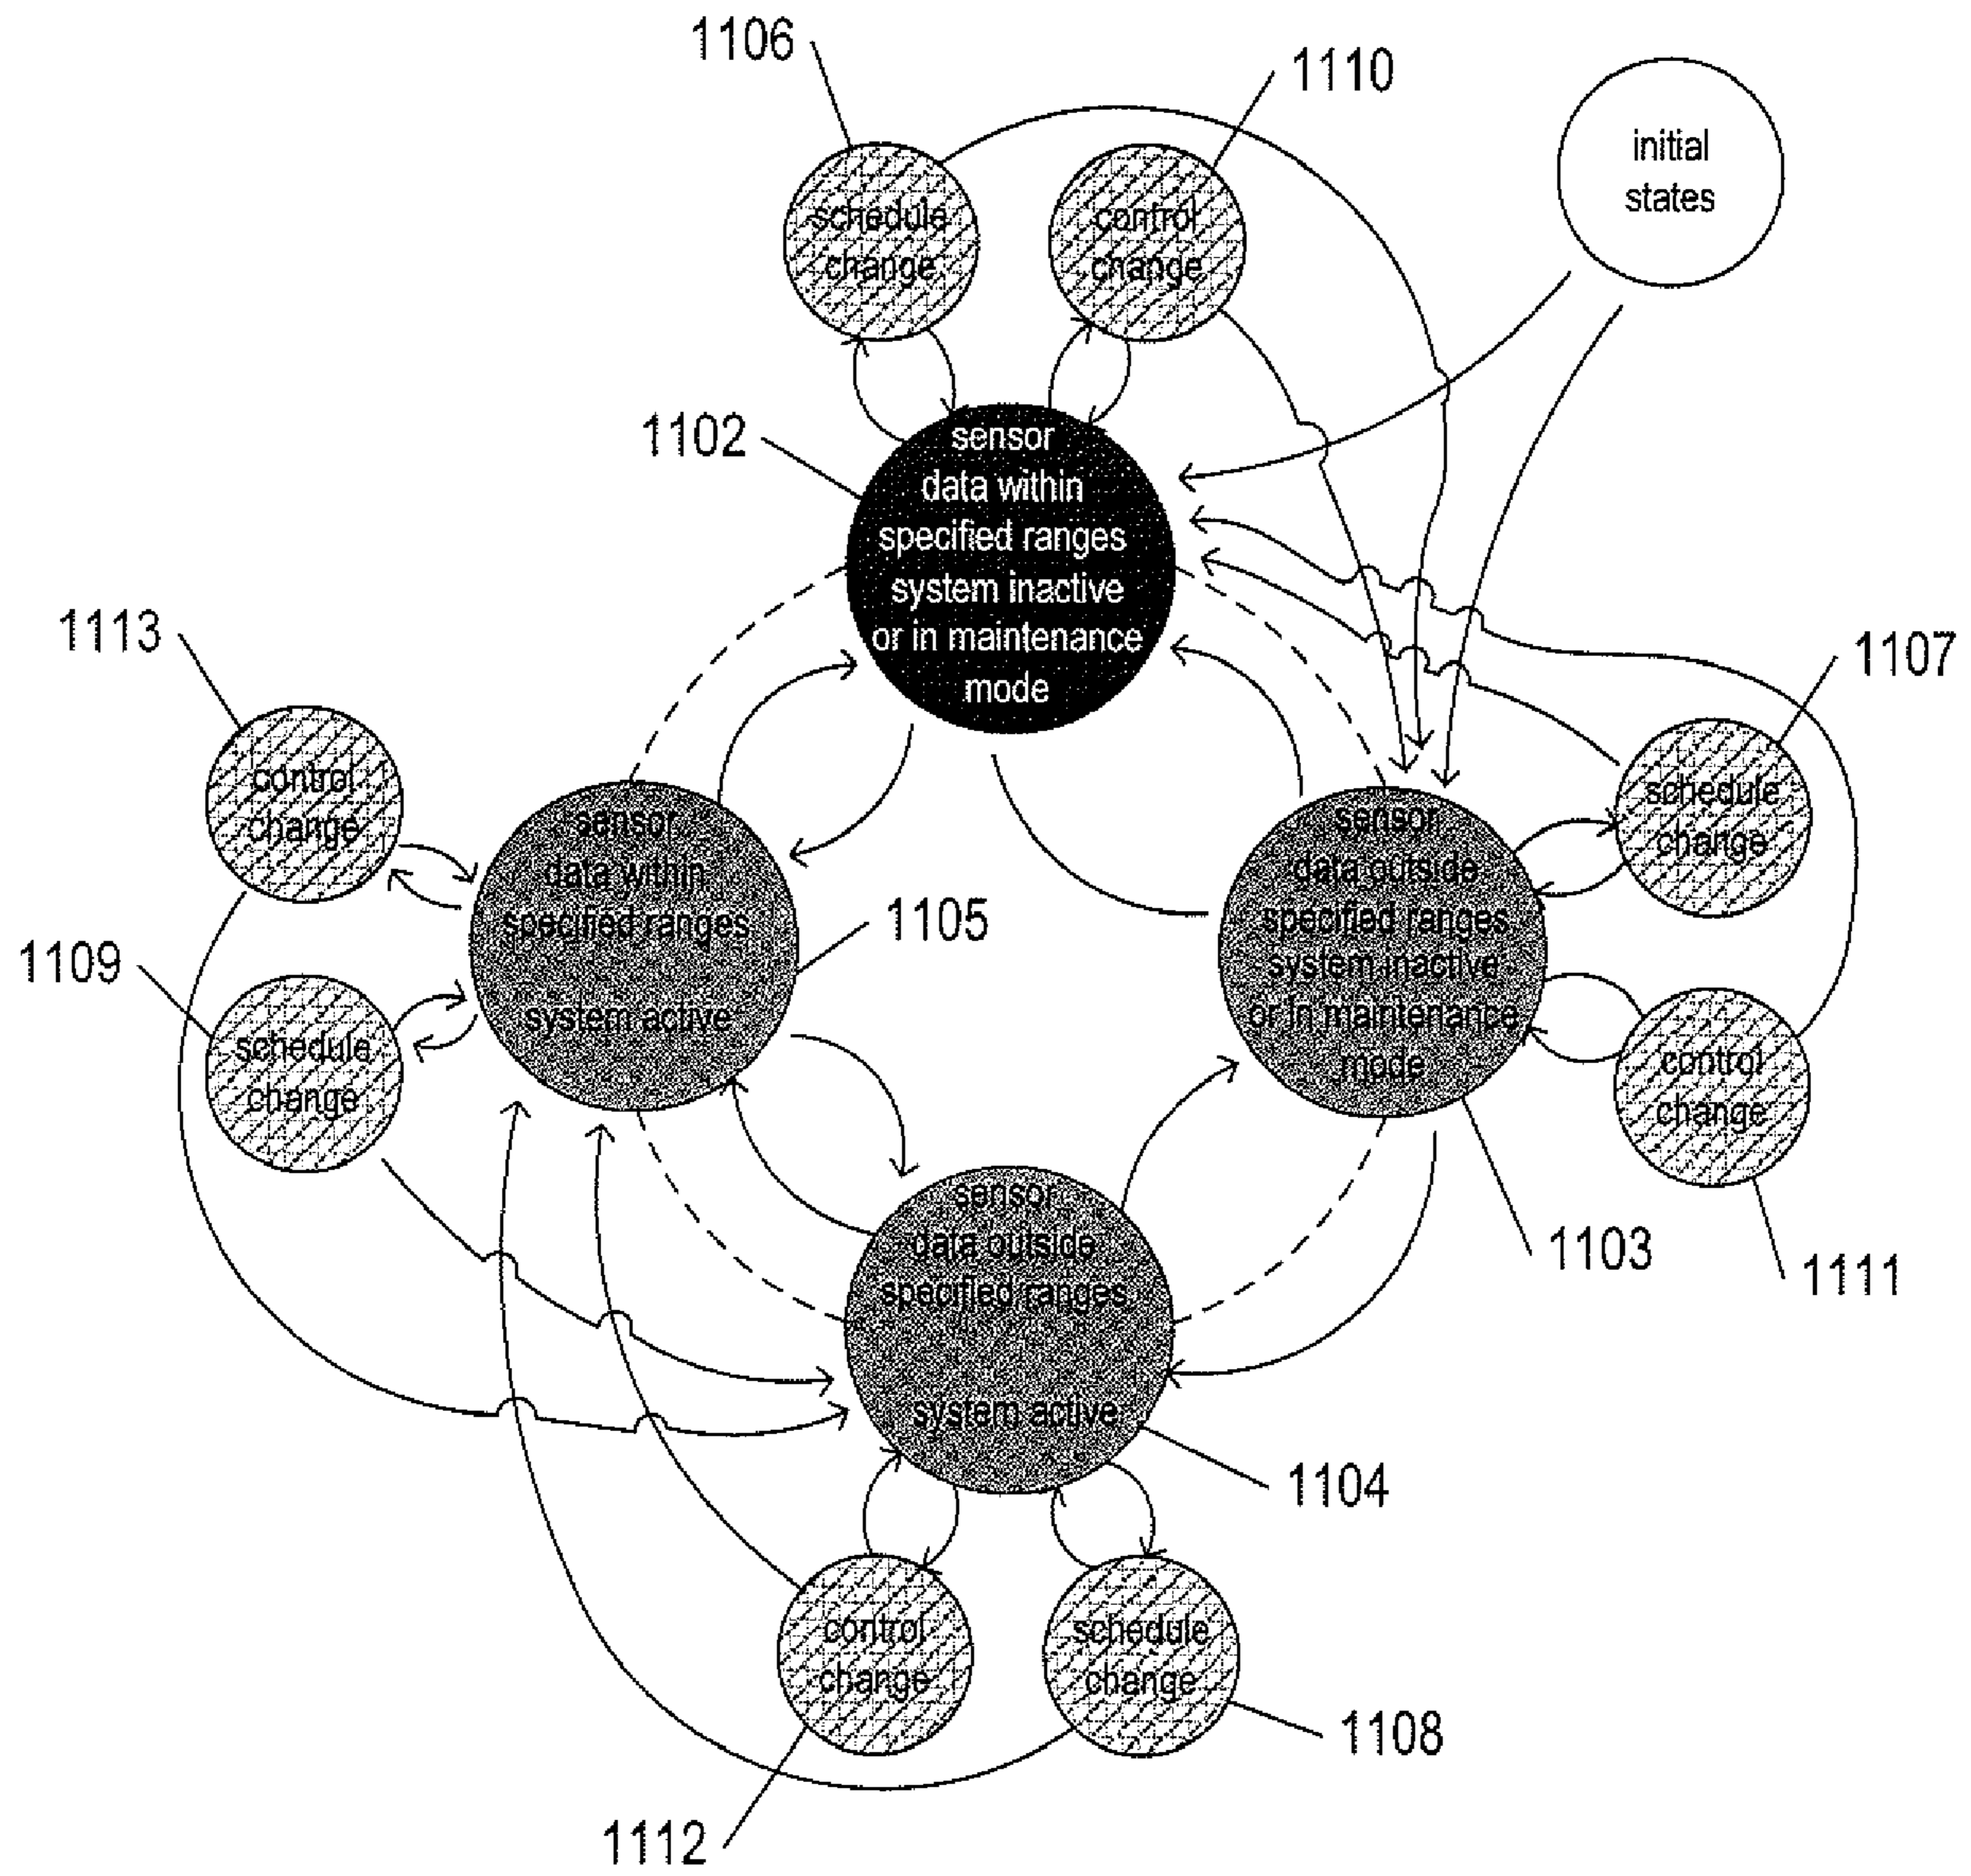 1106
1110
initial
states
schedule
change
control
change
1102
sensor
data within
specified ranges
system inactive
or in maintenance
mode
1113
1107
control
change
sensor
data within
specified ranges
system active
1105
sensor
data outside
specified ranges
system inactive
or in maintenance
mode
schedule
change
1109
schedule
change
control
change
1103
1111
sensor
data outside
specified ranges
system active
1104
control
change
schedule
change
1108
1112